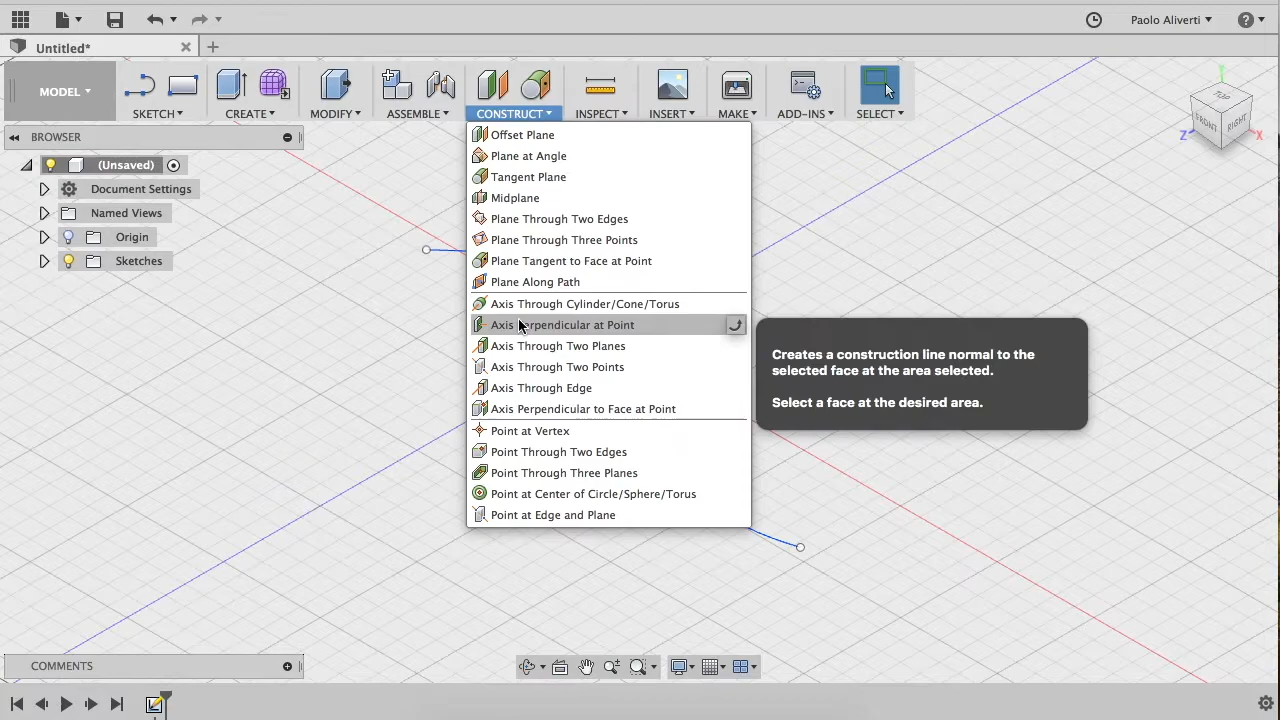 Paolo Aliverti
Untitled*
MODEL
SKETCH
CREATE
MODIFY
ASSEMBLE
CONSTRUCT
INSPECT
INSERT
MAKE
ADD-INS
SELECT
BROWSER
(Unsaved)
Document Settings
Named Views
Origin
Sketches
Offset Plane
Plane at Angle
Tangent Plane
Midplane
Plane Through Two Edges
Plane Through Three Points
Plane Tangent to Face at Point
Plane Along Path
Axis Through Cylinder/Cone/Torus
Axis Perpendicular at Point
Axis Through Two Planes
Axis Through Two Points
Axis Through Edge
Axis Perpendicular to Face at Point
Point at Vertex
Point Through Two Edges
Point Through Three Planes
Point at Center of Circle/Sphere/Torus
Point at Edge and Plane
Creates a construction line normal to the
selected face at the area selected.
Select a face at the desired area.
Y
TOP
FRONT
RIGHT
Z
X
COMMENTS